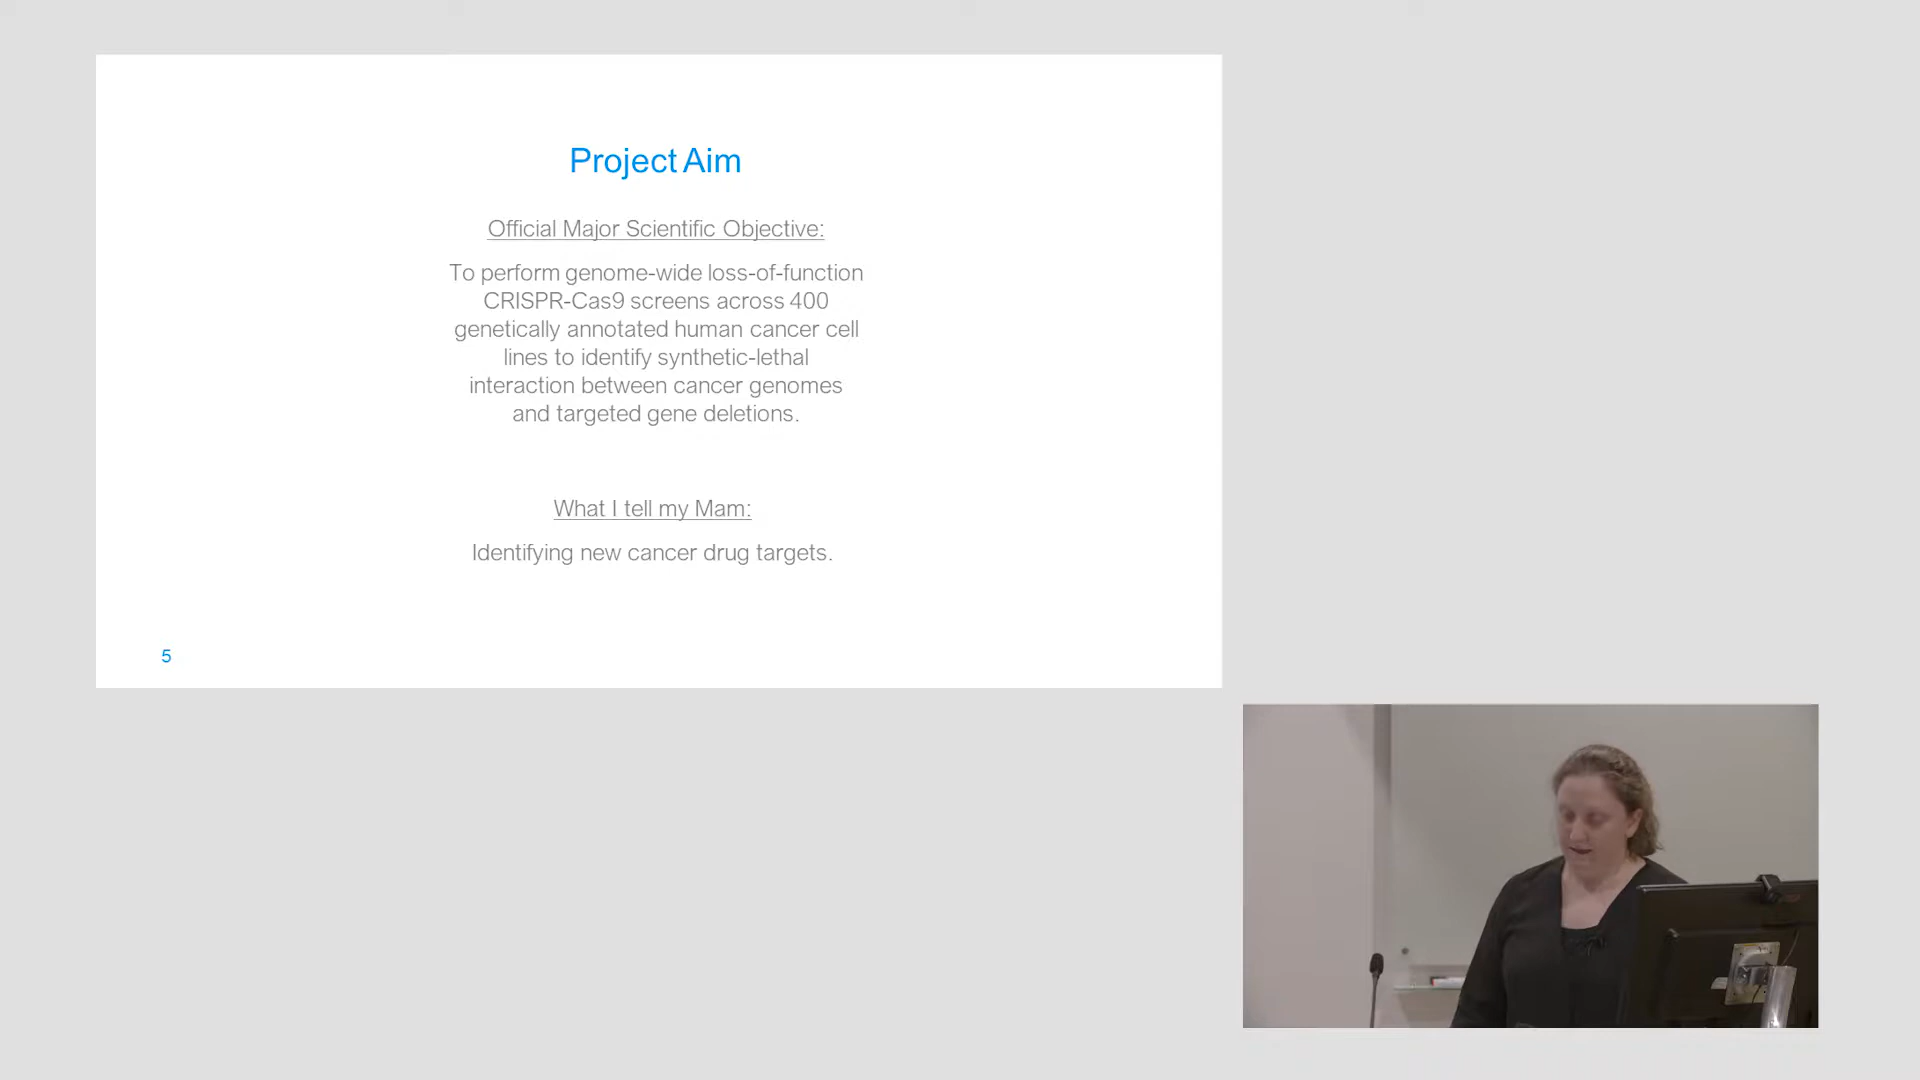 Project Aim
Official Major Scientific Objective:
To perform genome-wide loss-of-function
CRISPR-Cas9 screens across 400
genetically annotated human cancer cell
lines to identify synthetic-lethal
interaction between cancer genomes
and targeted gene deletions.
What I tell my Mam:
Identifying new cancer drug targets.
5